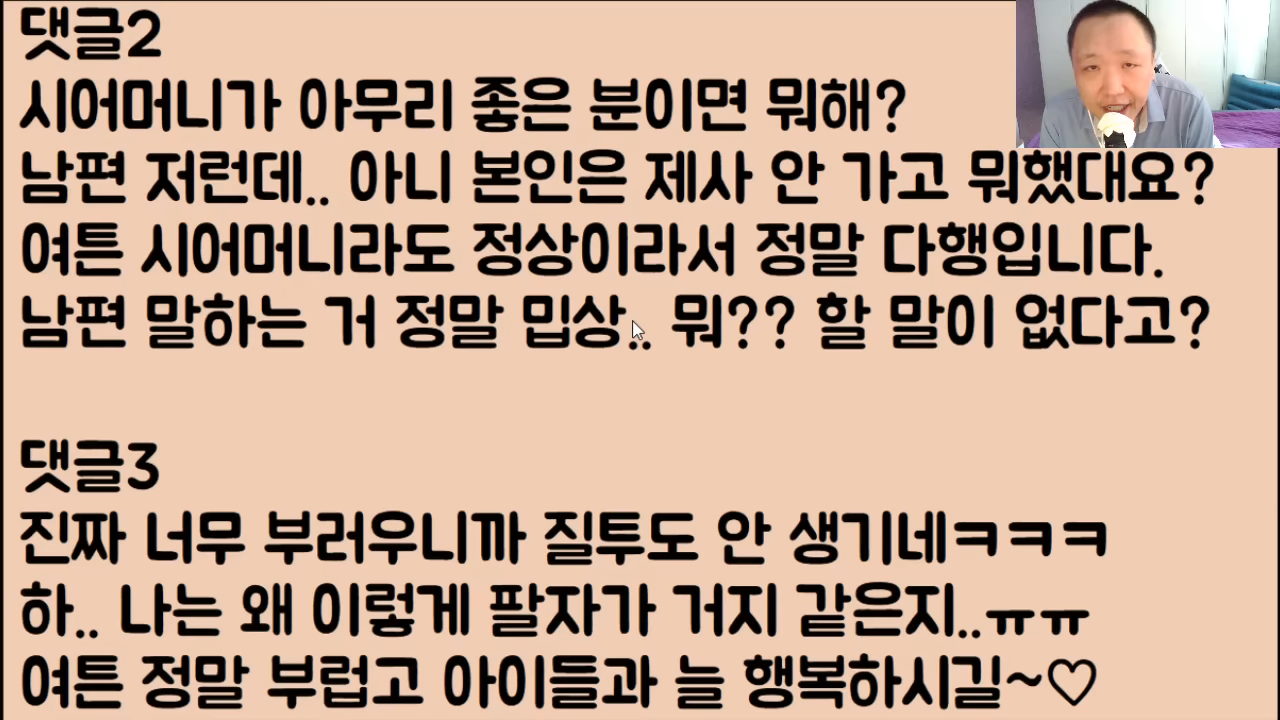 댓글2
시어머니가 아무리 좋은 분이면 뭐해?
남편 저런데.. 아니 본인은 제사 안 가고 뭐했대요?
여튼 시어머니라도 정상이라서 정말 다행입니다.
남편 말하는 거 정말 밉상.. 뭐?? 할 말이 없다고?
댓글3
진짜 너무 부러우니까 질투도 안 생기네ㅋㅋㅋ
하.. 나는 왜 이렇게 팔자가 거지 같은지..ㅠㅠ
여튼 정말 부럽고 아이들과 늘 행복하시길~♡